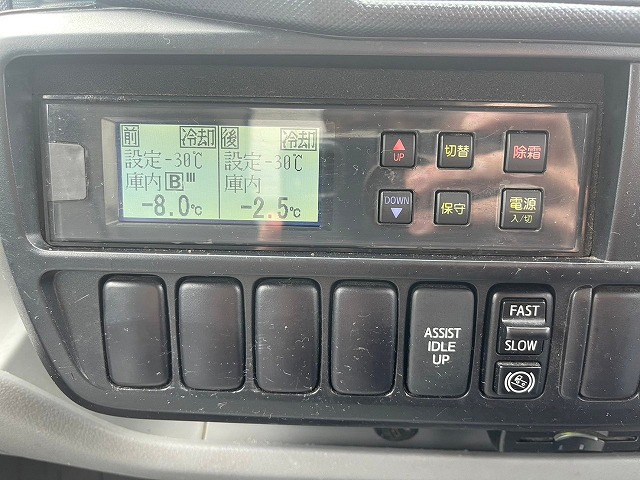 前 冷却 後 冷却
設定-30℃ 設定-30℃
庫内 B 庫内
-8.0℃ -2.5℃
UP 切替 除霜
DOWN 保守 電源
入/切
ASSIST
IDLE
UP
FAST
SLOW